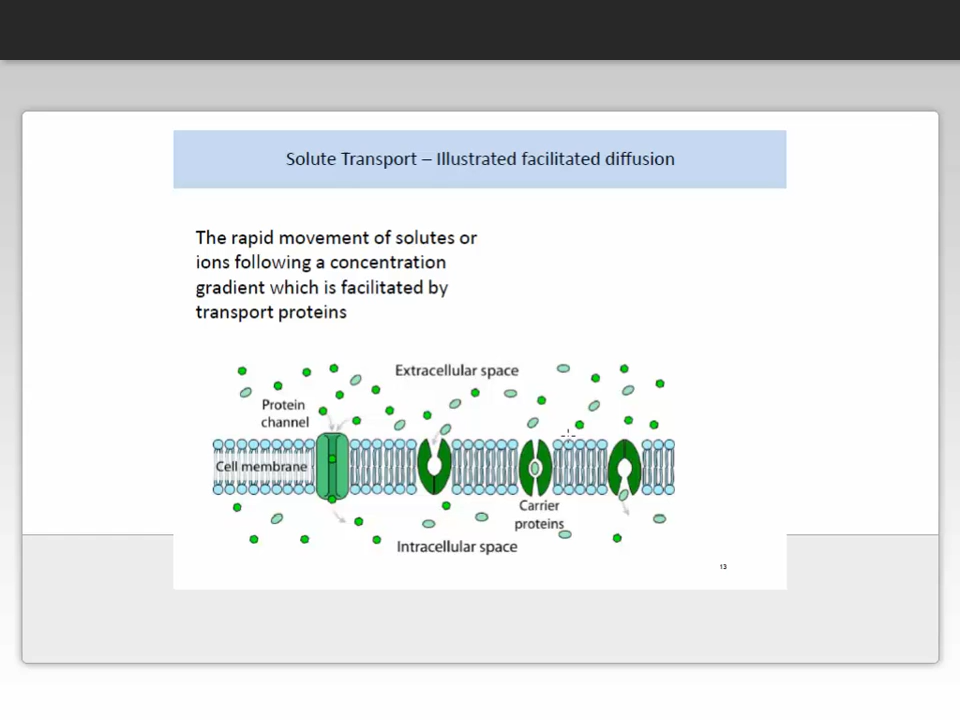 Solute Transport – Illustrated facilitated diffusion
The rapid movement of solutes or
ions following a concentration
gradient which is facilitated by
transport proteins
Extracellular space
Protein
channel
Cell membrane
Carrier
proteins
Intracellular space
13